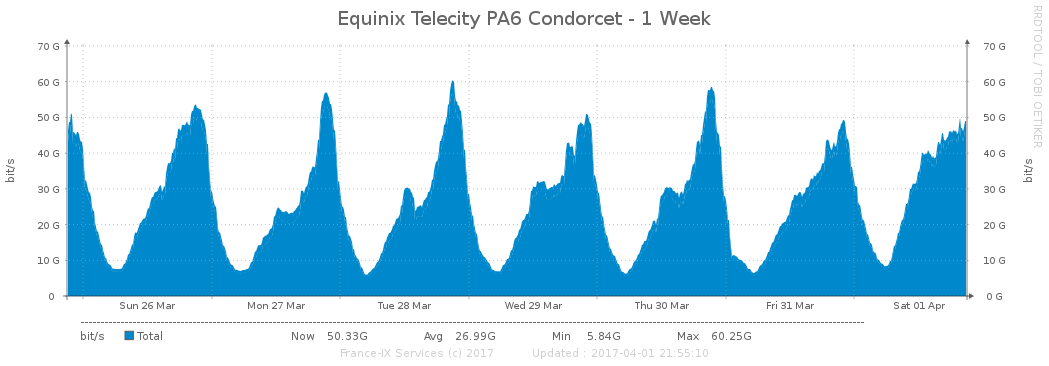 Equinix Telecity PA6 Condorcet - 1 Week
RRDTOOL / TOBI OETIKER
bit/s
70 G 70 G
60 G 60 G
50 G 50 G
40 G 40 G
30 G 30 G
20 G 20 G
10 G 10 G
0 0 G
bit/s
Sun 26 Mar Mon 27 Mar Tue 28 Mar Wed 29 Mar Thu 30 Mar Fri 31 Mar Sat 01 Apr
bit/s Total Now 50.33G Avg 26.99G Min 5.84G Max 60.25G
France-IX Services (c) 2017 Updated : 2017-04-01 21:55:10